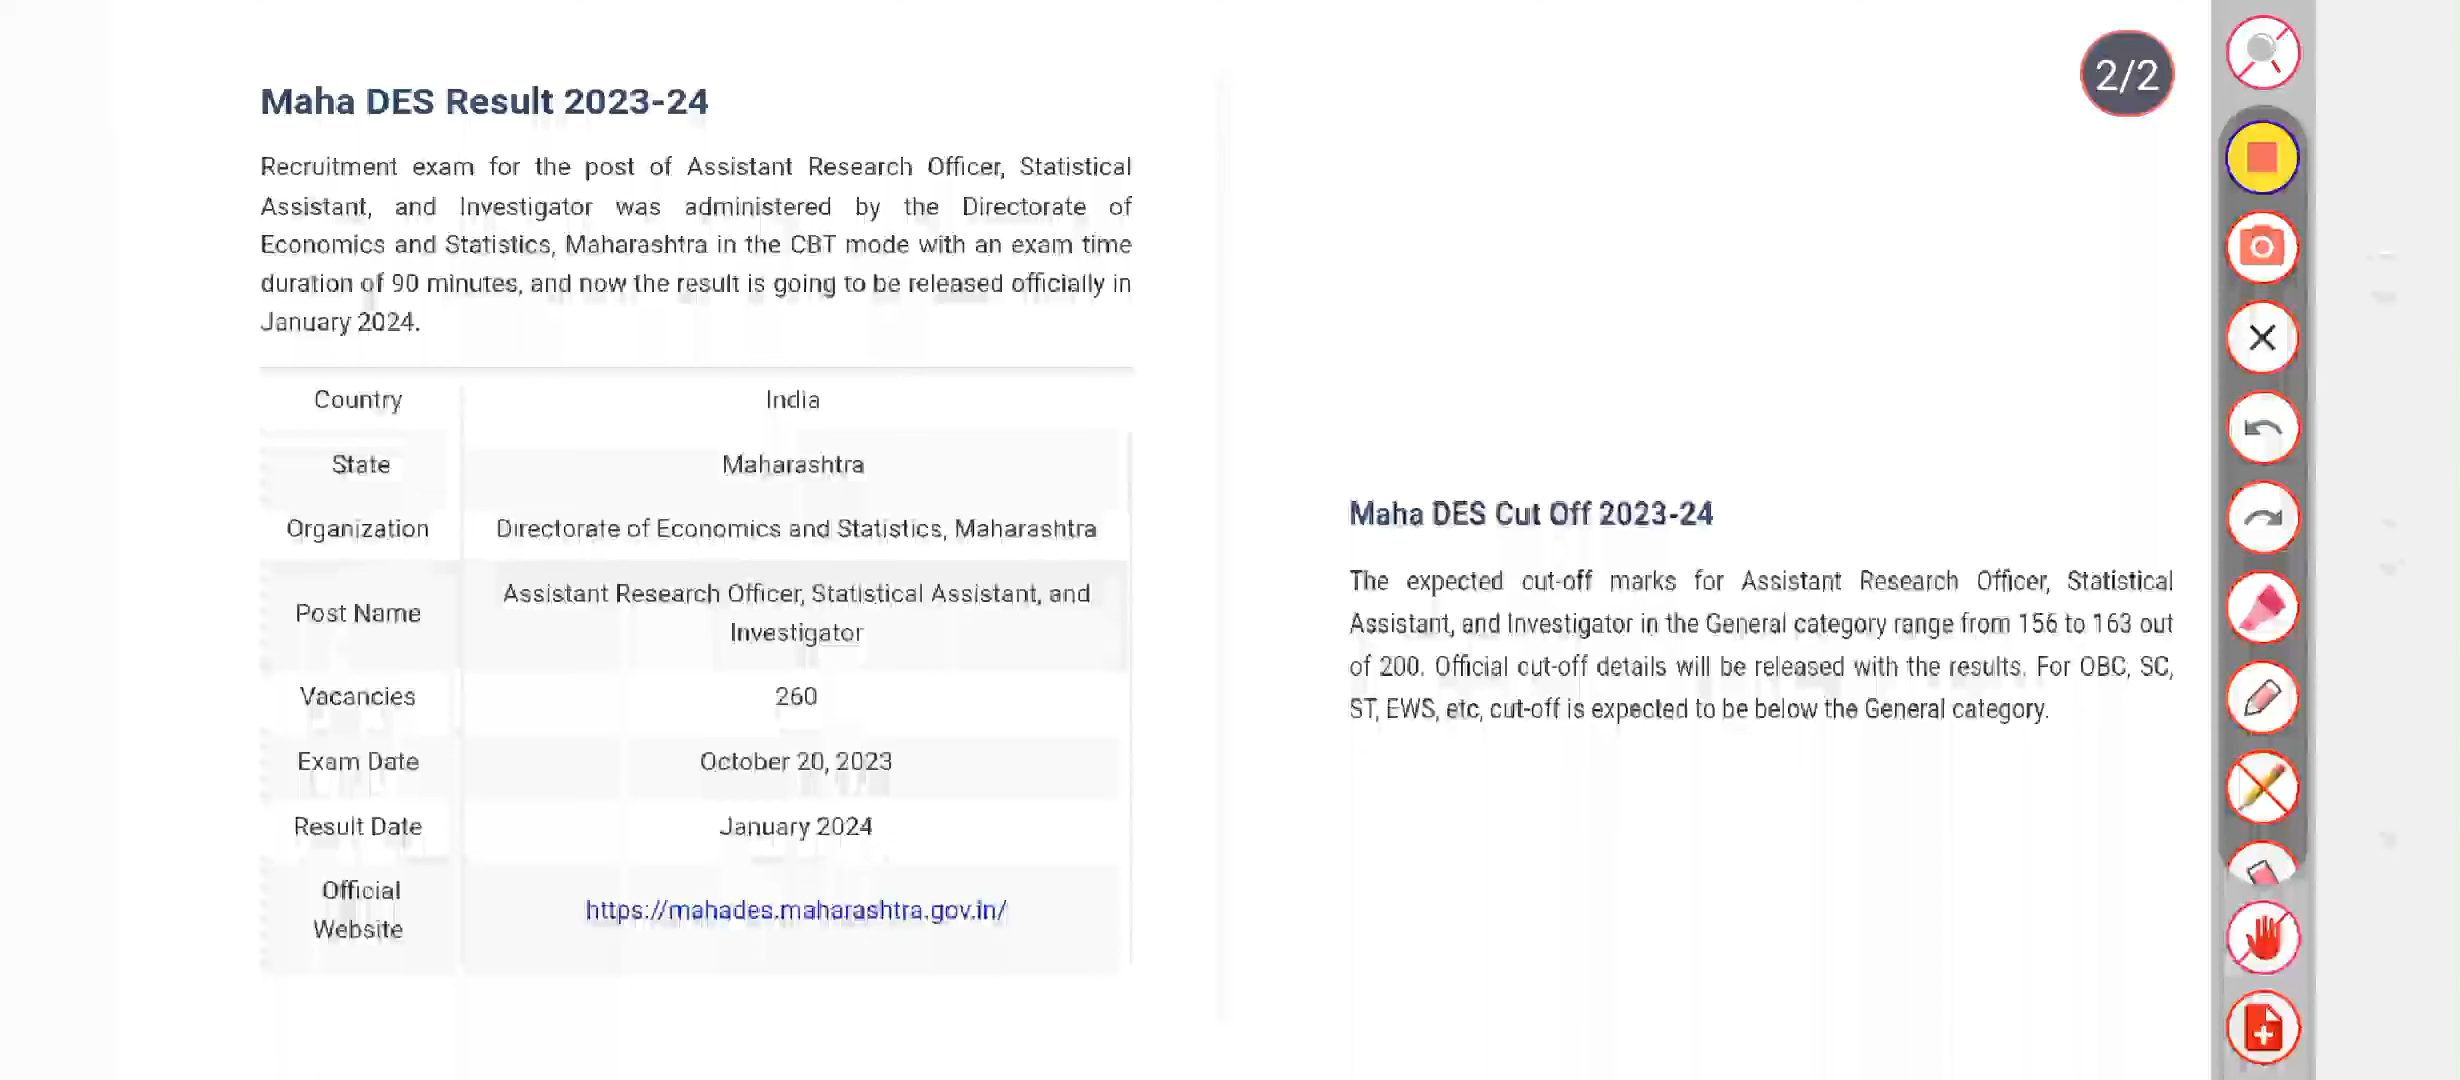 Maha DES Result 2023-24
Recruitment exam for the post of Assistant Research Officer, Statistical
Assistant, and Investigator was administered by the Directorate of
Economics and Statistics, Maharashtra in the CBT mode with an exam time
duration of 90 minutes, and now the result is going to be released officially in
January 2024.
Country India
State Maharashtra
Organization Directorate of Economics and Statistics, Maharashtra
Post Name Assistant Research Officer, Statistical Assistant, and
Investigator
Vacancies 260
Exam Date October 20, 2023
Result Date January 2024
Official
Website https://mahades.maharashtra.gov.in/
2/2
Maha DES Cut Off 2023-24
The expected cut-off marks for Assistant Research Officer, Statistical
Assistant, and Investigator in the General category range from 156 to 163 out
of 200. Official cut-off details will be released with the results. For OBC, SC,
ST, EWS, etc, cut-off is expected to be below the General category.